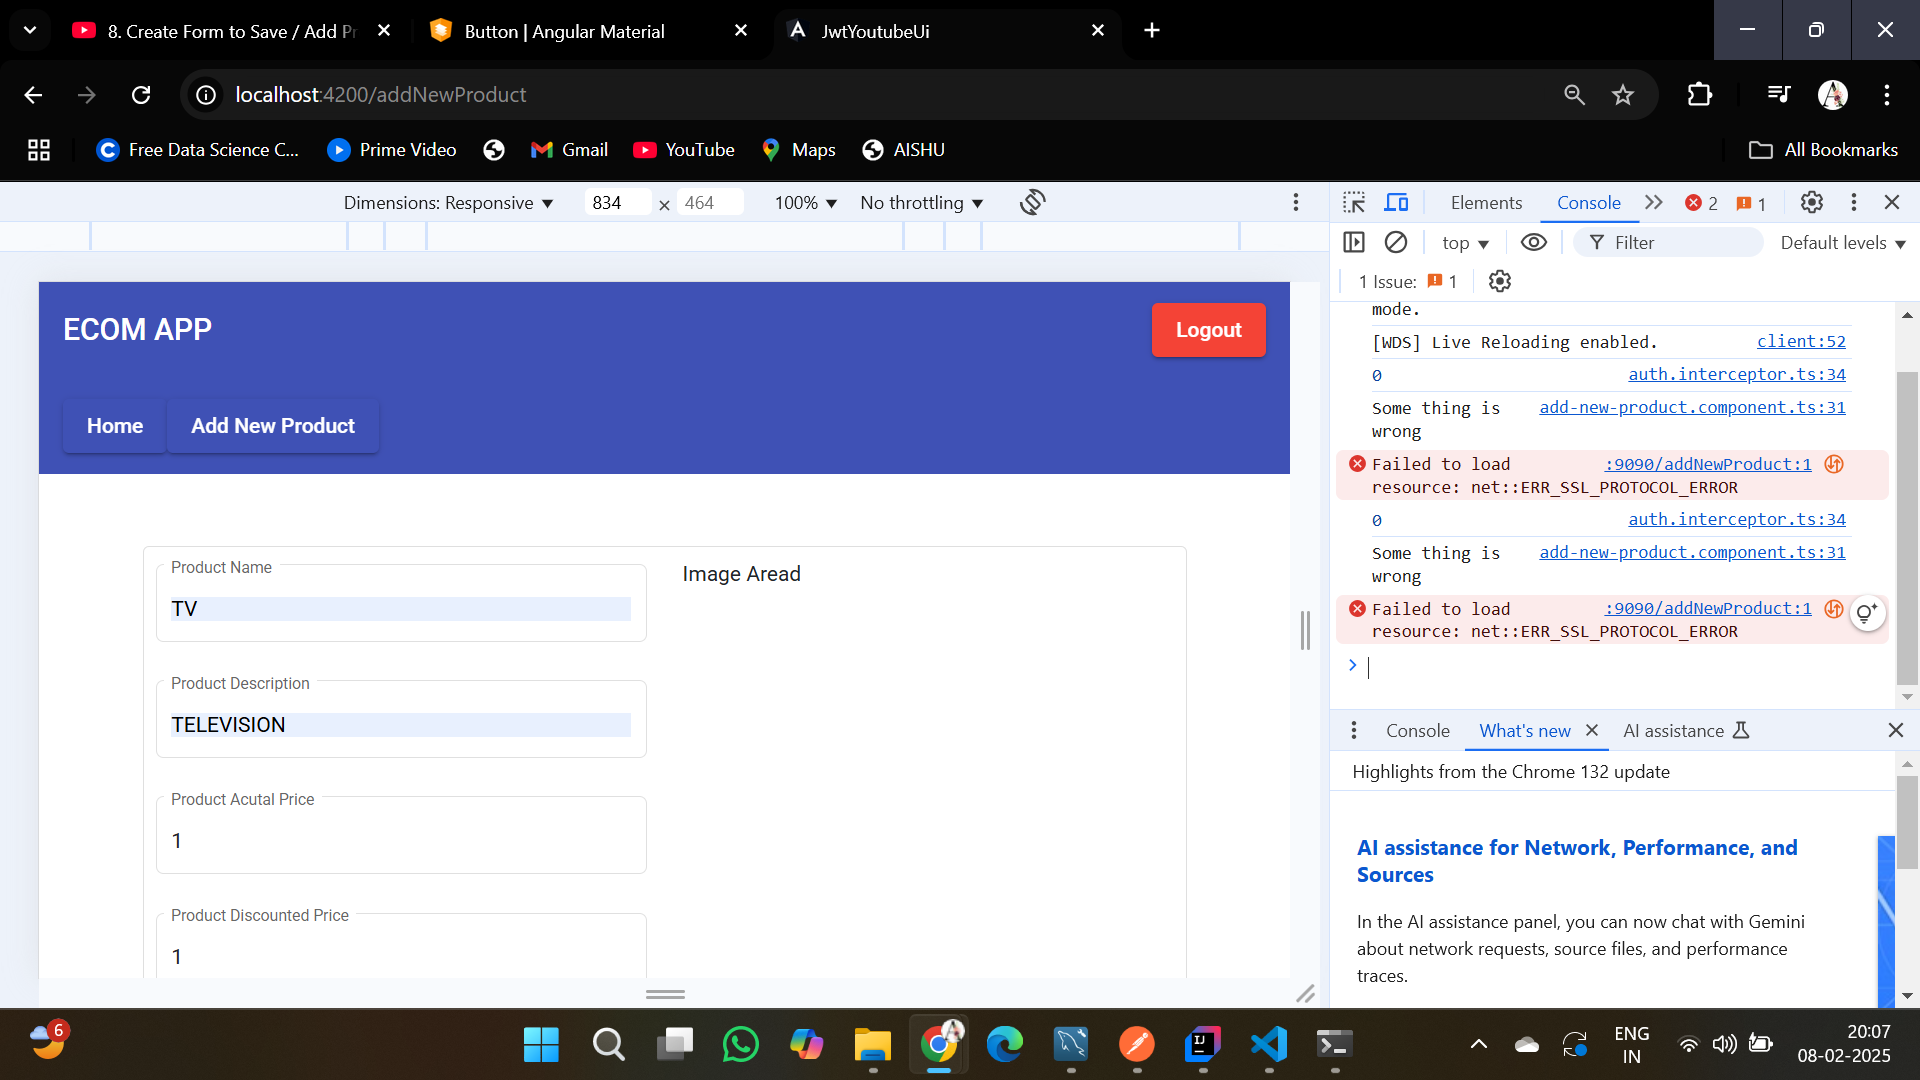 8. Create Form to Save / Add Pr
Button | Angular Material
JwtYoutubeUi
localhost:4200/addNewProduct
Free Data Science C...
Prime Video
Gmail
YouTube
Maps
AISHU
All Bookmarks
Dimensions: Responsive
834 × 464
100%
No throttling
Elements
Console
2
1
top
Filter
Default levels
1 Issue: 1
mode.
[WDS] Live Reloading enabled. client:52
0 auth.interceptor.ts:34
Some thing is add-new-product.component.ts:31
wrong
Failed to load :9090/addNewProduct:1
resource: net::ERR_SSL_PROTOCOL_ERROR
0 auth.interceptor.ts:34
Some thing is add-new-product.component.ts:31
wrong
Failed to load :9090/addNewProduct:1
resource: net::ERR_SSL_PROTOCOL_ERROR
Console
What's new
AI assistance
Highlights from the Chrome 132 update
AI assistance for Network, Performance, and
Sources
In the AI assistance panel, you can now chat with Gemini
about network requests, source files, and performance
traces.
ECOM APP
Logout
Home
Add New Product
Product Name
TV
Image Aread
Product Description
TELEVISION
Product Acutal Price
1
Product Discounted Price
1
6
ENG
IN
20:07
08-02-2025